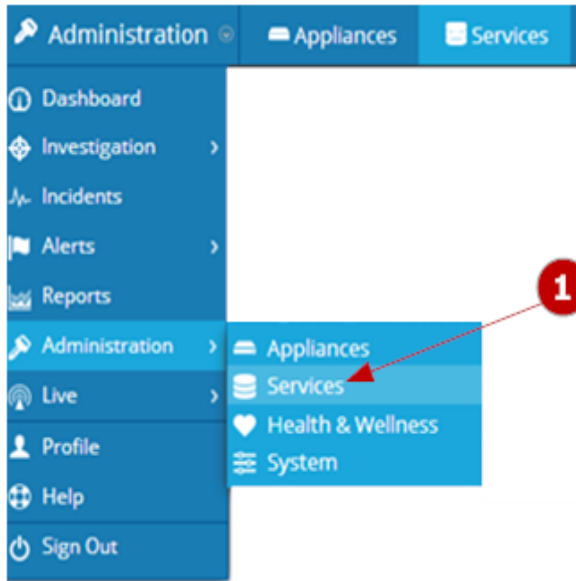 Administration Appliances Services
Dashboard
Investigation
Incidents
Alerts
Reports
1
Administration
Appliances
Services
Health & Wellness
System
Live
Profile
Help
Sign Out